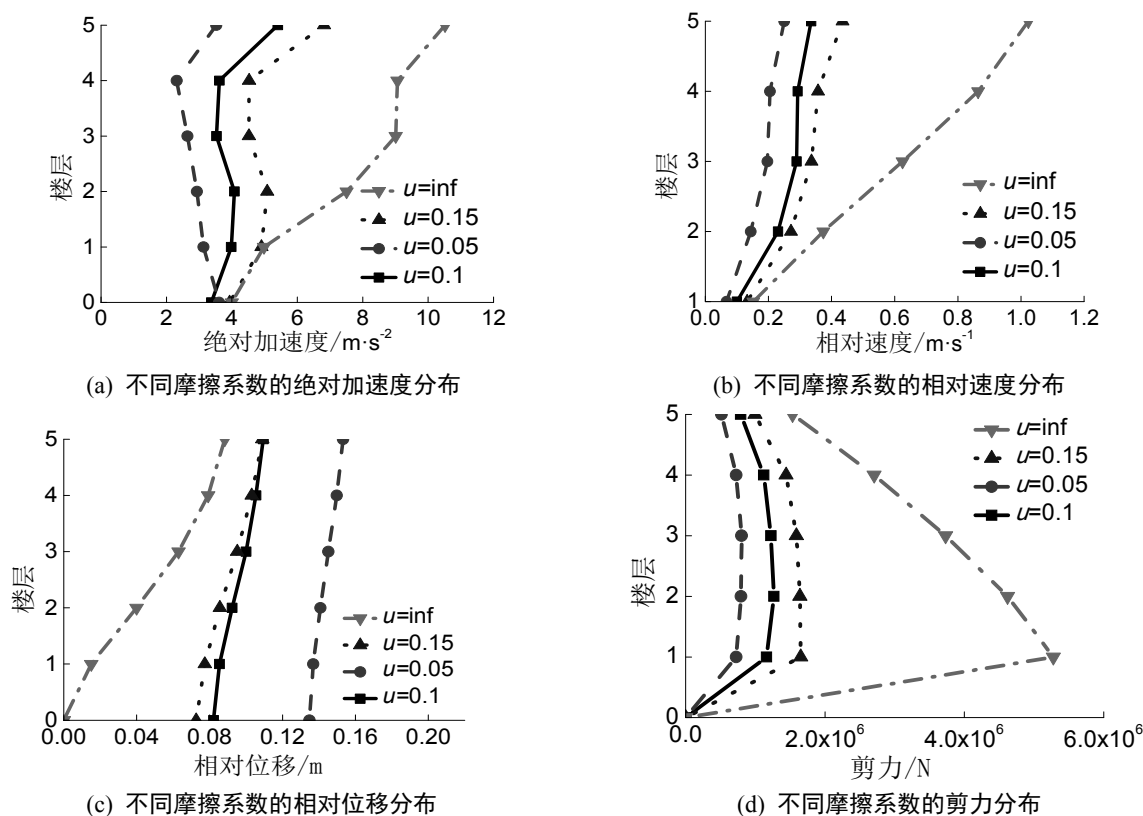 5
4
3
2
1
0
楼层
u=inf
u=0.15
u=0.05
u=0.1
0 2 4 6 8 10 12
绝对加速度/m·s⁻²
(a) 不同摩擦系数的绝对加速度分布
5
4
3
2
1
楼层
u=inf
u=0.15
u=0.05
u=0.1
0.0 0.2 0.4 0.6 0.8 1.0 1.2
相对速度/m·s⁻¹
(b) 不同摩擦系数的相对速度分布
5
4
3
2
1
0
楼层
u=inf
u=0.15
u=0.05
u=0.1
0.00 0.04 0.08 0.12 0.16 0.20
相对位移/m
(c) 不同摩擦系数的相对位移分布
5
4
3
2
1
0
楼层
u=inf
u=0.15
u=0.05
u=0.1
0.0 2.0x10⁶ 4.0x10⁶ 6.0x10⁶
剪力/N
(d) 不同摩擦系数的剪力分布